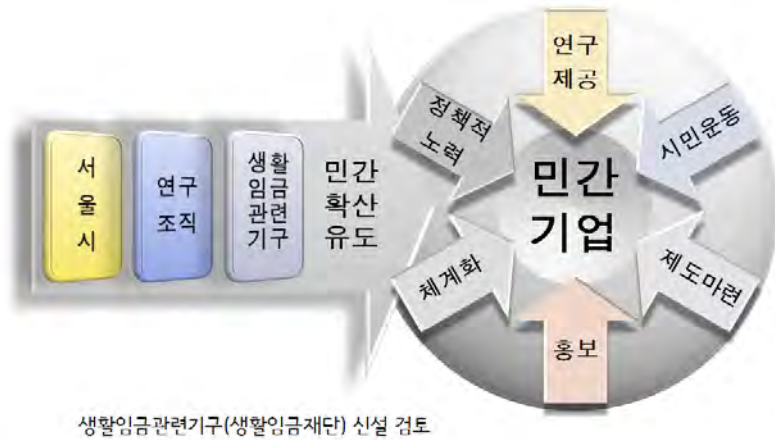 서
울
시
연구
조직
생활
임금
관련
기구
민간
확산
유도
연구
제공
정책적
노력
시민운동
민간
기업
체계화
제도마련
홍보
생활임금관련기구(생활임금재단) 신설 검토